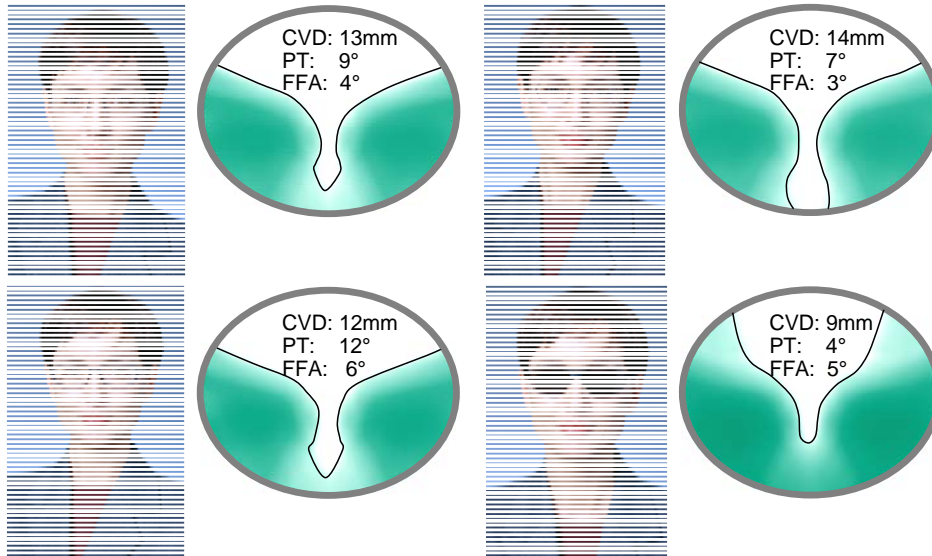 CVD: 13mm
PT: 9°
FFA: 4°
CVD: 14mm
PT: 7°
FFA: 3°
CVD: 12mm
PT: 12°
FFA: 6°
CVD: 9mm
PT: 4°
FFA: 5°